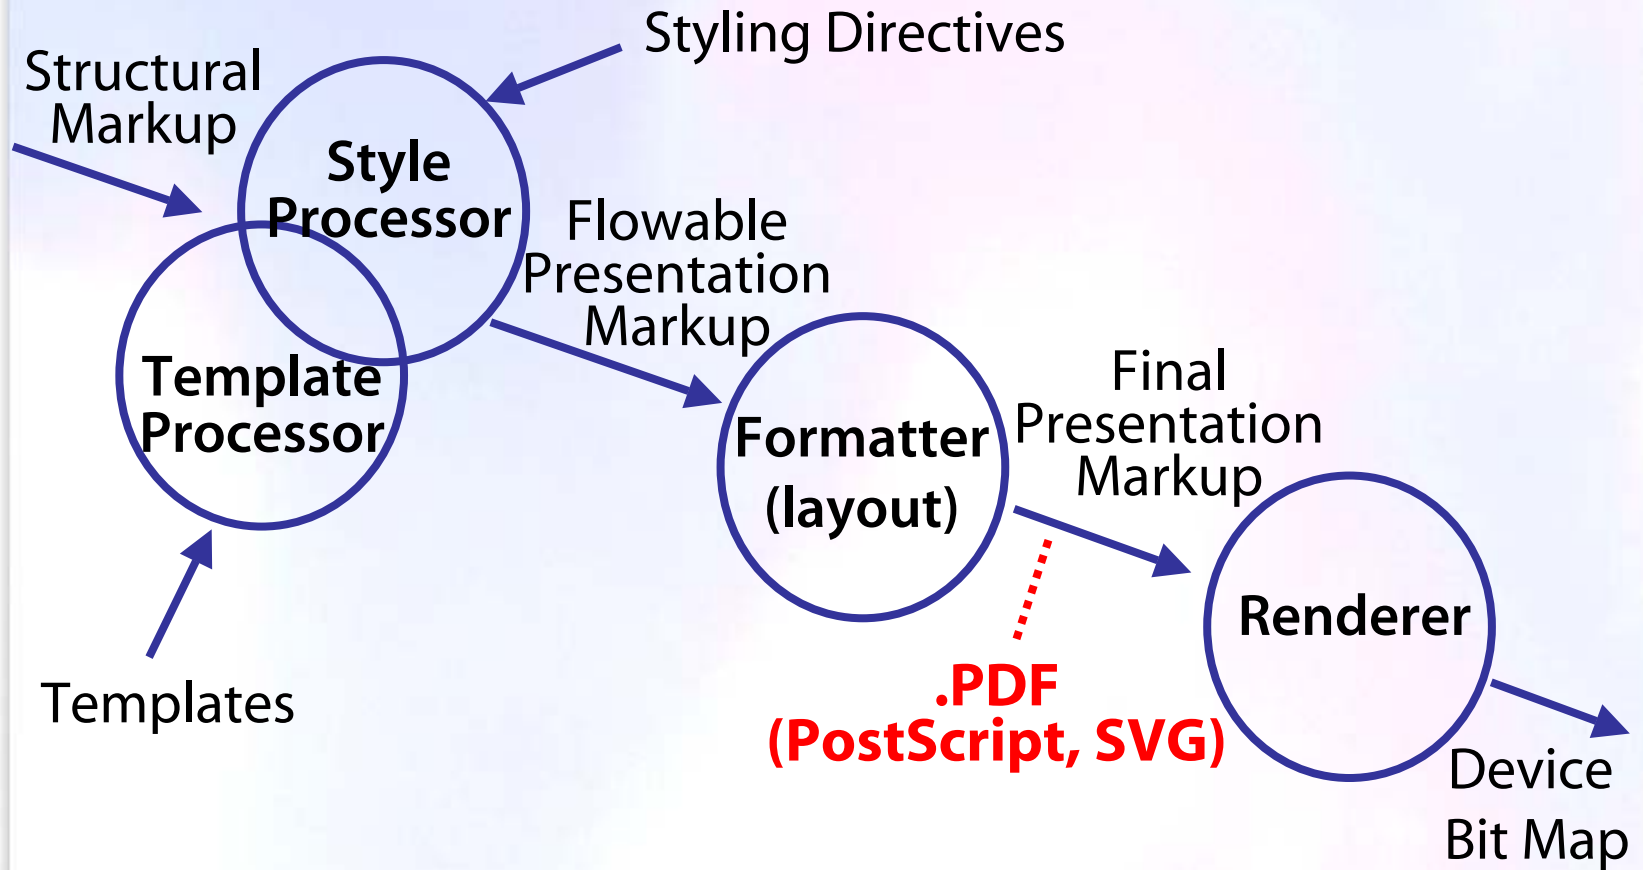 Styling Directives
Structural
Markup
Style
Processor
Flowable
Presentation
Markup
Template
Processor
Templates
Formatter
(layout)
Final
Presentation
Markup
.PDF
(PostScript, SVG)
Renderer
Device
Bit Map